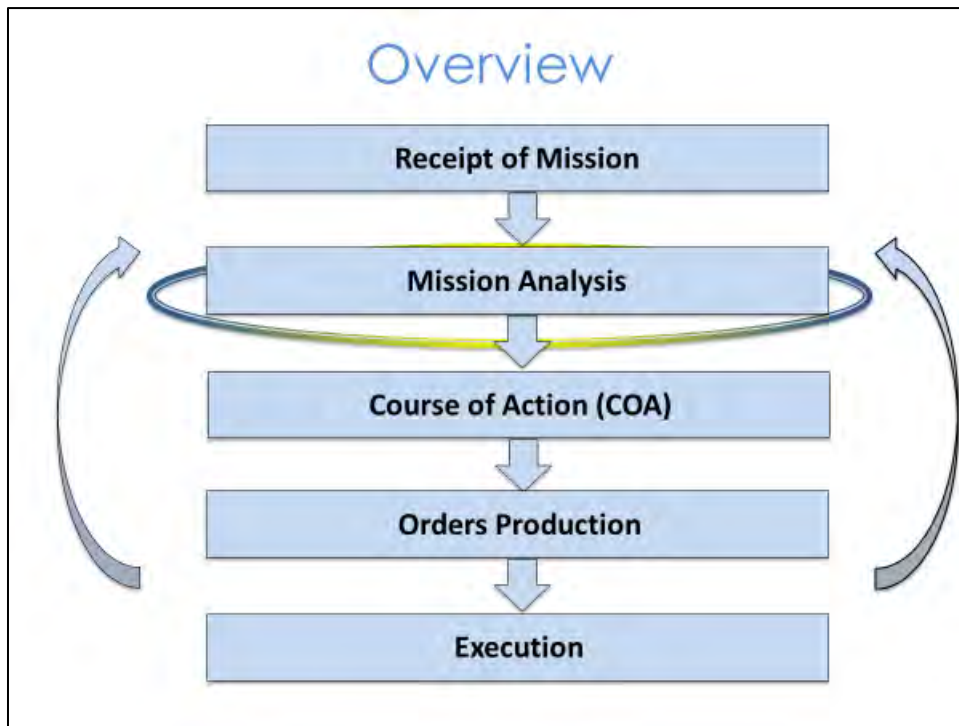 Overview
Receipt of Mission
Mission Analysis
Course of Action (COA)
Orders Production
Execution